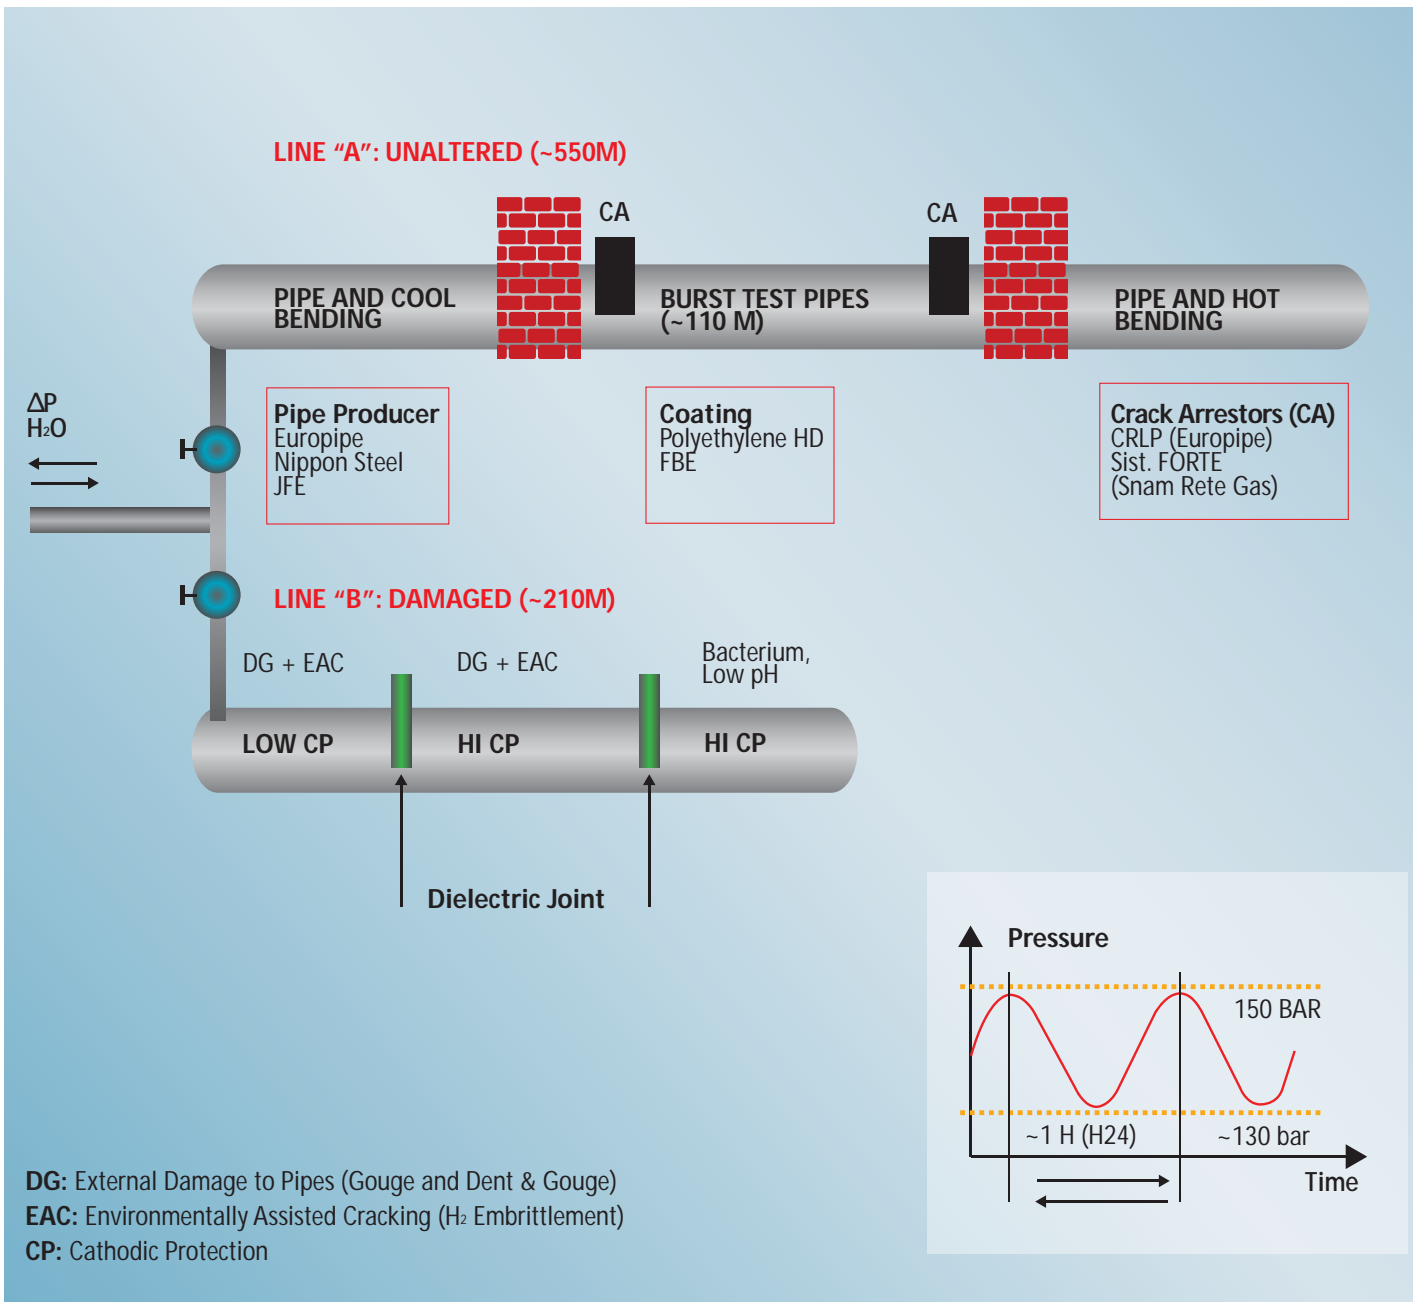 LINE “A”: UNALTERED (~550M)
CA
CA
PIPE AND COOL
BENDING
BURST TEST PIPES
(~110 M)
PIPE AND HOT
BENDING
ΔP
H2O
Pipe Producer
Europipe
Nippon Steel
JFE
Coating
Polyethylene HD
FBE
Crack Arrestors (CA)
CRLP (Europipe)
Sist. FORTE
(Snam Rete Gas)
LINE “B”: DAMAGED (~210M)
DG + EAC
DG + EAC
Bacterium,
Low pH
LOW CP
HI CP
HI CP
Dielectric Joint
Pressure
150 BAR
~1 H (H24)
~130 bar
Time
DG: External Damage to Pipes (Gouge and Dent & Gouge)
EAC: Environmentally Assisted Cracking (H2 Embrittlement)
CP: Cathodic Protection